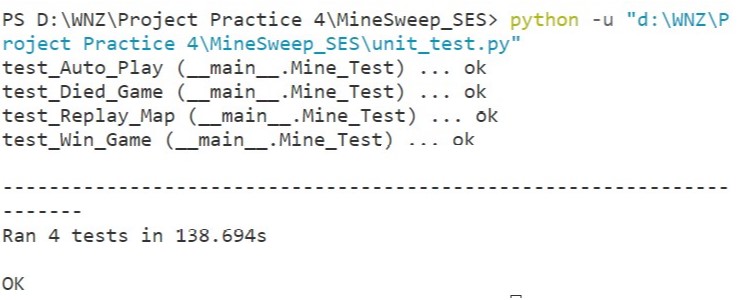 PS D:\WNZ\Project Practice 4\MineSweep_SES> python -u "d:\WNZ\P
roject Practice 4\MineSweep_SES\unit_test.py"
test_Auto_Play (__main__.Mine_Test) ... ok
test_Died_Game (__main__.Mine_Test) ... ok
test_Replay_Map (__main__.Mine_Test) ... ok
test_Win_Game (__main__.Mine_Test) ... ok
---------------------------------------------------------------
-------
Ran 4 tests in 138.694s
OK